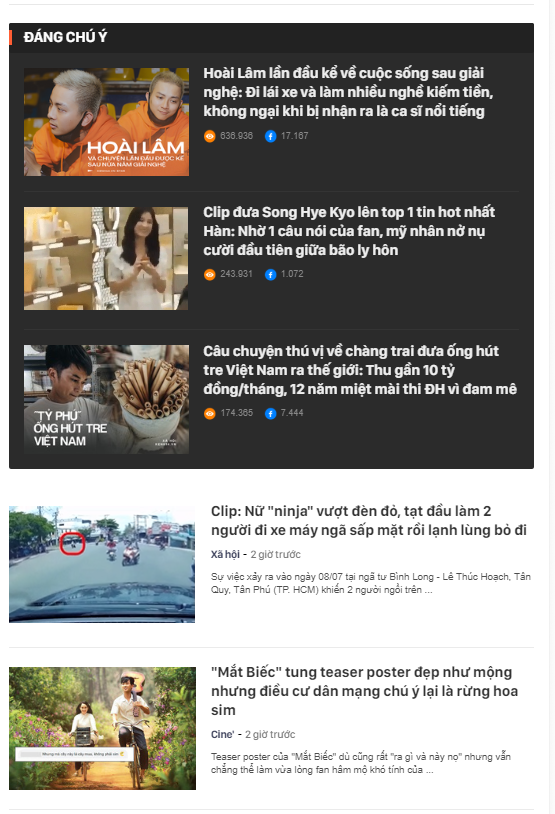 ĐÁNG CHÚ Ý
Hoài Lâm lần đầu kể về cuộc sống sau giải
nghệ: Đi lái xe và làm nhiều nghề kiếm tiền,
không ngại khi bị nhận ra là ca sĩ nổi tiếng
636.936 17.167
HOÀI LÂM
VÀ CHUYỆN LẦN ĐẦU ĐƯỢC KỂ
SAU NỬA NĂM GIẢI NGHỆ
Clip đưa Song Hye Kyo lên top 1 tin hot nhất
Hàn: Nhờ 1 câu nói của fan, mỹ nhân nở nụ
cười đầu tiên giữa bão ly hôn
243.931 1.072
Câu chuyện thú vị về chàng trai đưa ống hút
tre Việt Nam ra thế giới: Thu gần 10 tỷ
đồng/tháng, 12 năm miệt mài thi ĐH vì đam mê
174.365 7.444
"TỶ PHÚ"
ỐNG HÚT TRE
VIỆT NAM
Clip: Nữ "ninja" vượt đèn đỏ, tạt đầu làm 2
người đi xe máy ngã sấp mặt rồi lạnh lùng bỏ đi
Xã hội - 2 giờ trước
Sự việc xảy ra vào ngày 08/07 tại ngã tư Bình Long - Lê Thúc Hoạch, Tân
Quy, Tân Phú (TP. HCM) khiến 2 người ngồi trên ...
"Mắt Biếc" tung teaser poster đẹp như mộng
nhưng điều cư dân mạng chú ý lại là rừng hoa
sim
Cine' - 2 giờ trước
Teaser poster của "Mắt Biếc" dù cũng rất "ra gì và này nọ" nhưng vẫn
chẳng thể làm vừa lòng fan hâm mộ khó tính của ...